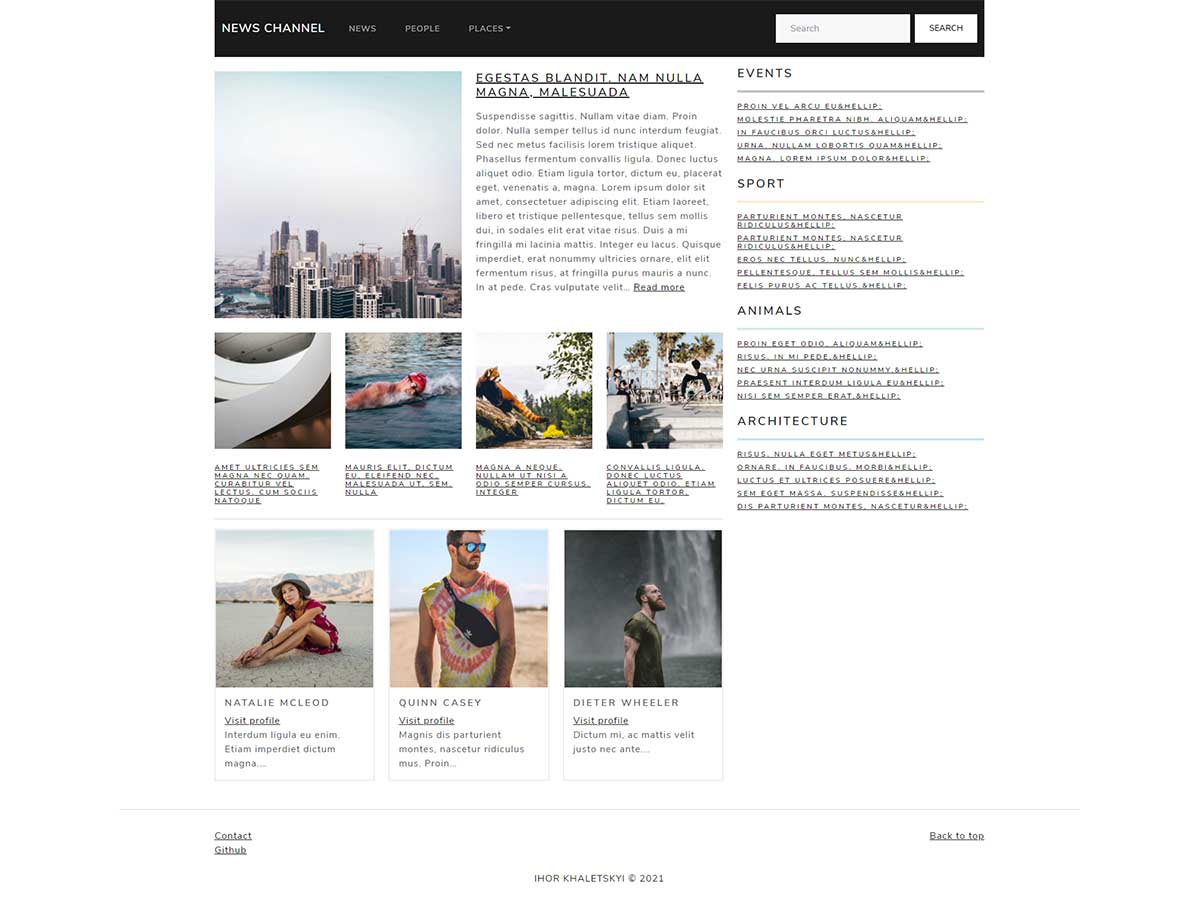 NEWS CHANNEL
NEWS
PEOPLE
PLACES
Search
SEARCH
EGESTAS BLANDIT. NAM NULLA
MAGNA, MALESUADA
Suspendisse sagittis. Nullam vitae diam. Proin
dolor. Nulla semper tellus id nunc interdum feugiat.
Sed nec metus facilisis lorem tristique aliquet.
Phasellus fermentum convallis ligula. Donec luctus
aliquet odio. Etiam ligula tortor, dictum eu, placerat
eget, venenatis a, magna. Lorem ipsum dolor sit
amet, consectetuer adipiscing elit. Etiam laoreet,
libero et tristique pellentesque, tellus sem mollis
dui, in sodales elit erat vitae risus. Duis a mi
fringilla mi lacinia mattis. Integer eu lacus. Quisque
imperdiet, erat nonummy ultricies ornare, elit elit
fermentum risus, at fringilla purus mauris a nunc.
In at pede. Cras vulputate velit... Read more
AMET ULTRICIES SEM
MAGNA NEC QUAM.
CURABITUR VEL
LECTUS. CUM SOCIIS
NATOQUE
MAURIS ELIT, DICTUM
EU, ELEIFEND NEC,
MALESUADA UT, SEM.
NULLA
MAGNA A NEQUE.
NULLAM UT NISI A
ODIO SEMPER CURSUS.
INTEGER
CONVALLIS LIGULA.
DONEC LUCTUS
ALIQUET ODIO. ETIAM
LIGULA TORTOR,
DICTUM EU,
NATALIE MCLEOD
Visit profile
Interdum ligula eu enim.
Etiam imperdiet dictum
magna....
QUINN CASEY
Visit profile
Magnis dis parturient
montes, nascetur ridiculus
mus. Proin...
DIETER WHEELER
Visit profile
Dictum mi, ac mattis velit
justo nec ante....
EVENTS
PROIN VEL ARCU EU&HELLIP;
MOLESTIE PHARETRA NIBH. ALIQUAM&HELLIP;
IN FAUCIBUS ORCI LUCTUS&HELLIP;
URNA. NULLAM LOBORTIS QUAM&HELLIP;
MAGNA. LOREM IPSUM DOLOR&HELLIP;
SPORT
PARTURIENT MONTES, NASCETUR
RIDICULUS&HELLIP;
PARTURIENT MONTES, NASCETUR
RIDICULUS&HELLIP;
EROS NEC TELLUS. NUNC&HELLIP;
PELLENTESQUE, TELLUS SEM MOLLIS&HELLIP;
FELIS PURUS AC TELLUS.&HELLIP;
ANIMALS
PROIN EGET ODIO. ALIQUAM&HELLIP;
RISUS. IN MI PEDE,&HELLIP;
NEC URNA SUSCIPIT NONUMMY.&HELLIP;
PRAESENT INTERDUM LIGULA EU&HELLIP;
NISI SEM SEMPER ERAT,&HELLIP;
ARCHITECTURE
RISUS. NULLA EGET METUS&HELLIP;
ORNARE, IN FAUCIBUS. MORBI&HELLIP;
LUCTUS ET ULTRICES POSUERE&HELLIP;
SEM EGET MASSA. SUSPENDISSE&HELLIP;
DIS PARTURIENT MONTES, NASCETUR&HELLIP;
Contact
Github
Back to top
IHOR KHALETSKYI © 2021